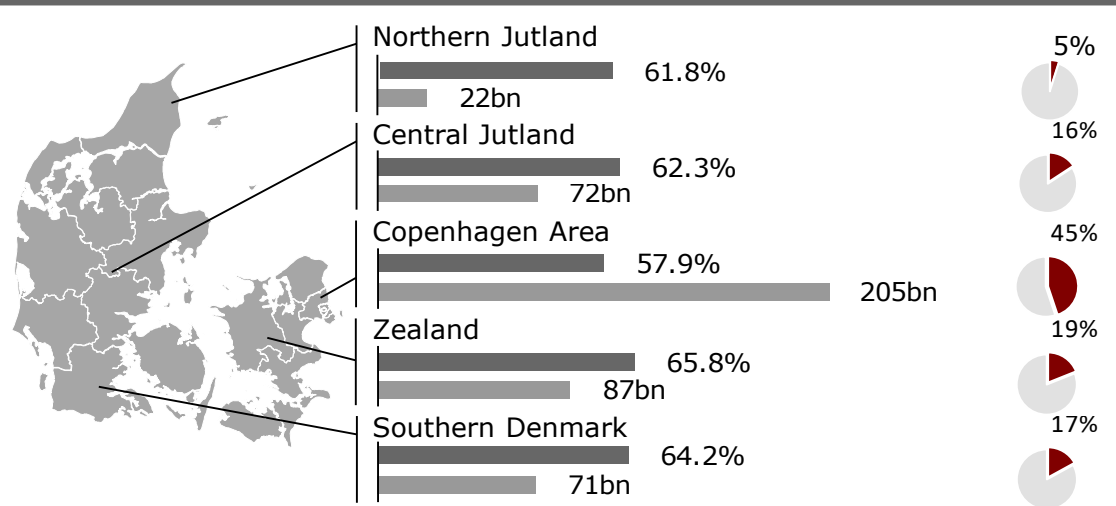 Northern Jutland
5%
61.8%
22bn
16%
Central Jutland
62.3%
72bn
45%
Copenhagen Area
57.9%
205bn
19%
Zealand
65.8%
87bn
17%
Southern Denmark
64.2%
71bn